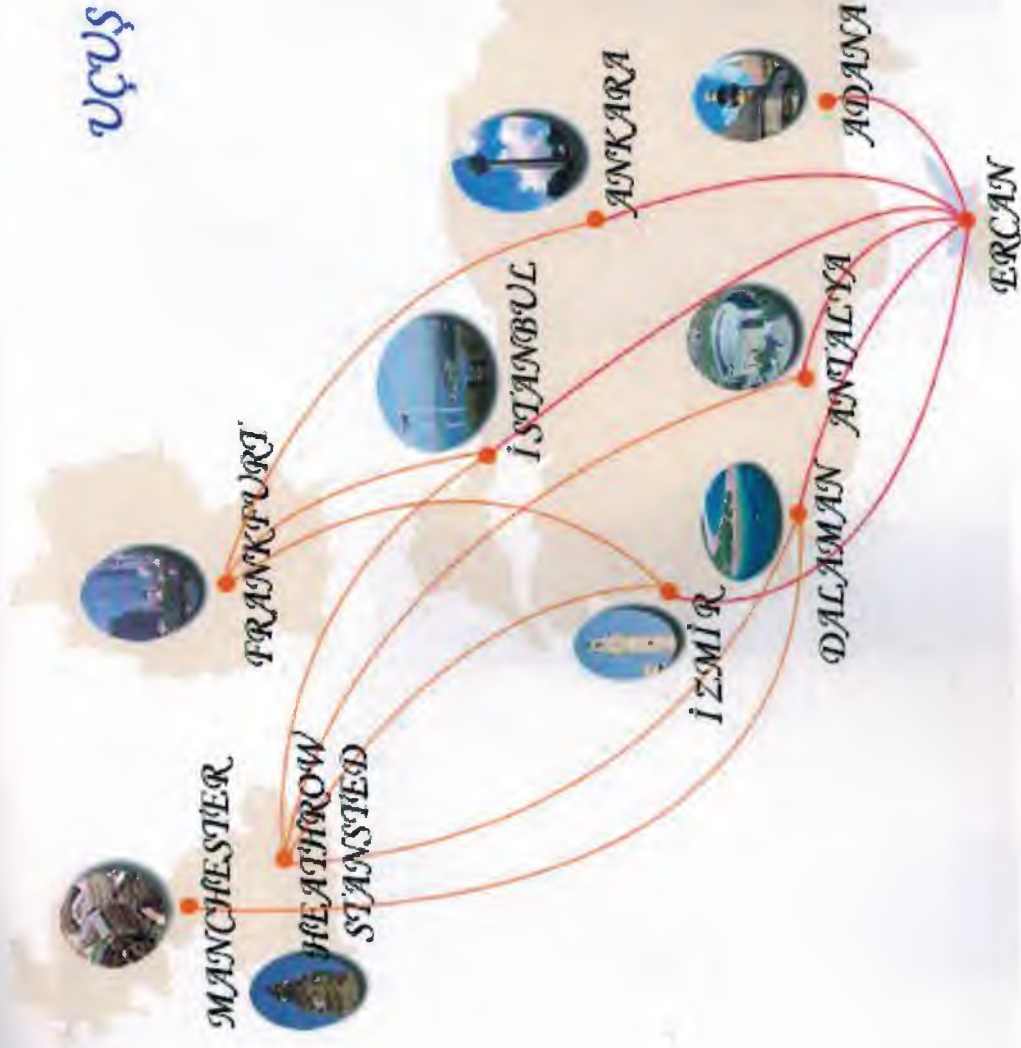 UÇUŞ
MANCHESTER
HEATHROW
STANSTED
FRANKFURT
İSTANBUL
ANKARA
İZMİR
DALAMAN
ANTALYA
ADANA
ERCAN